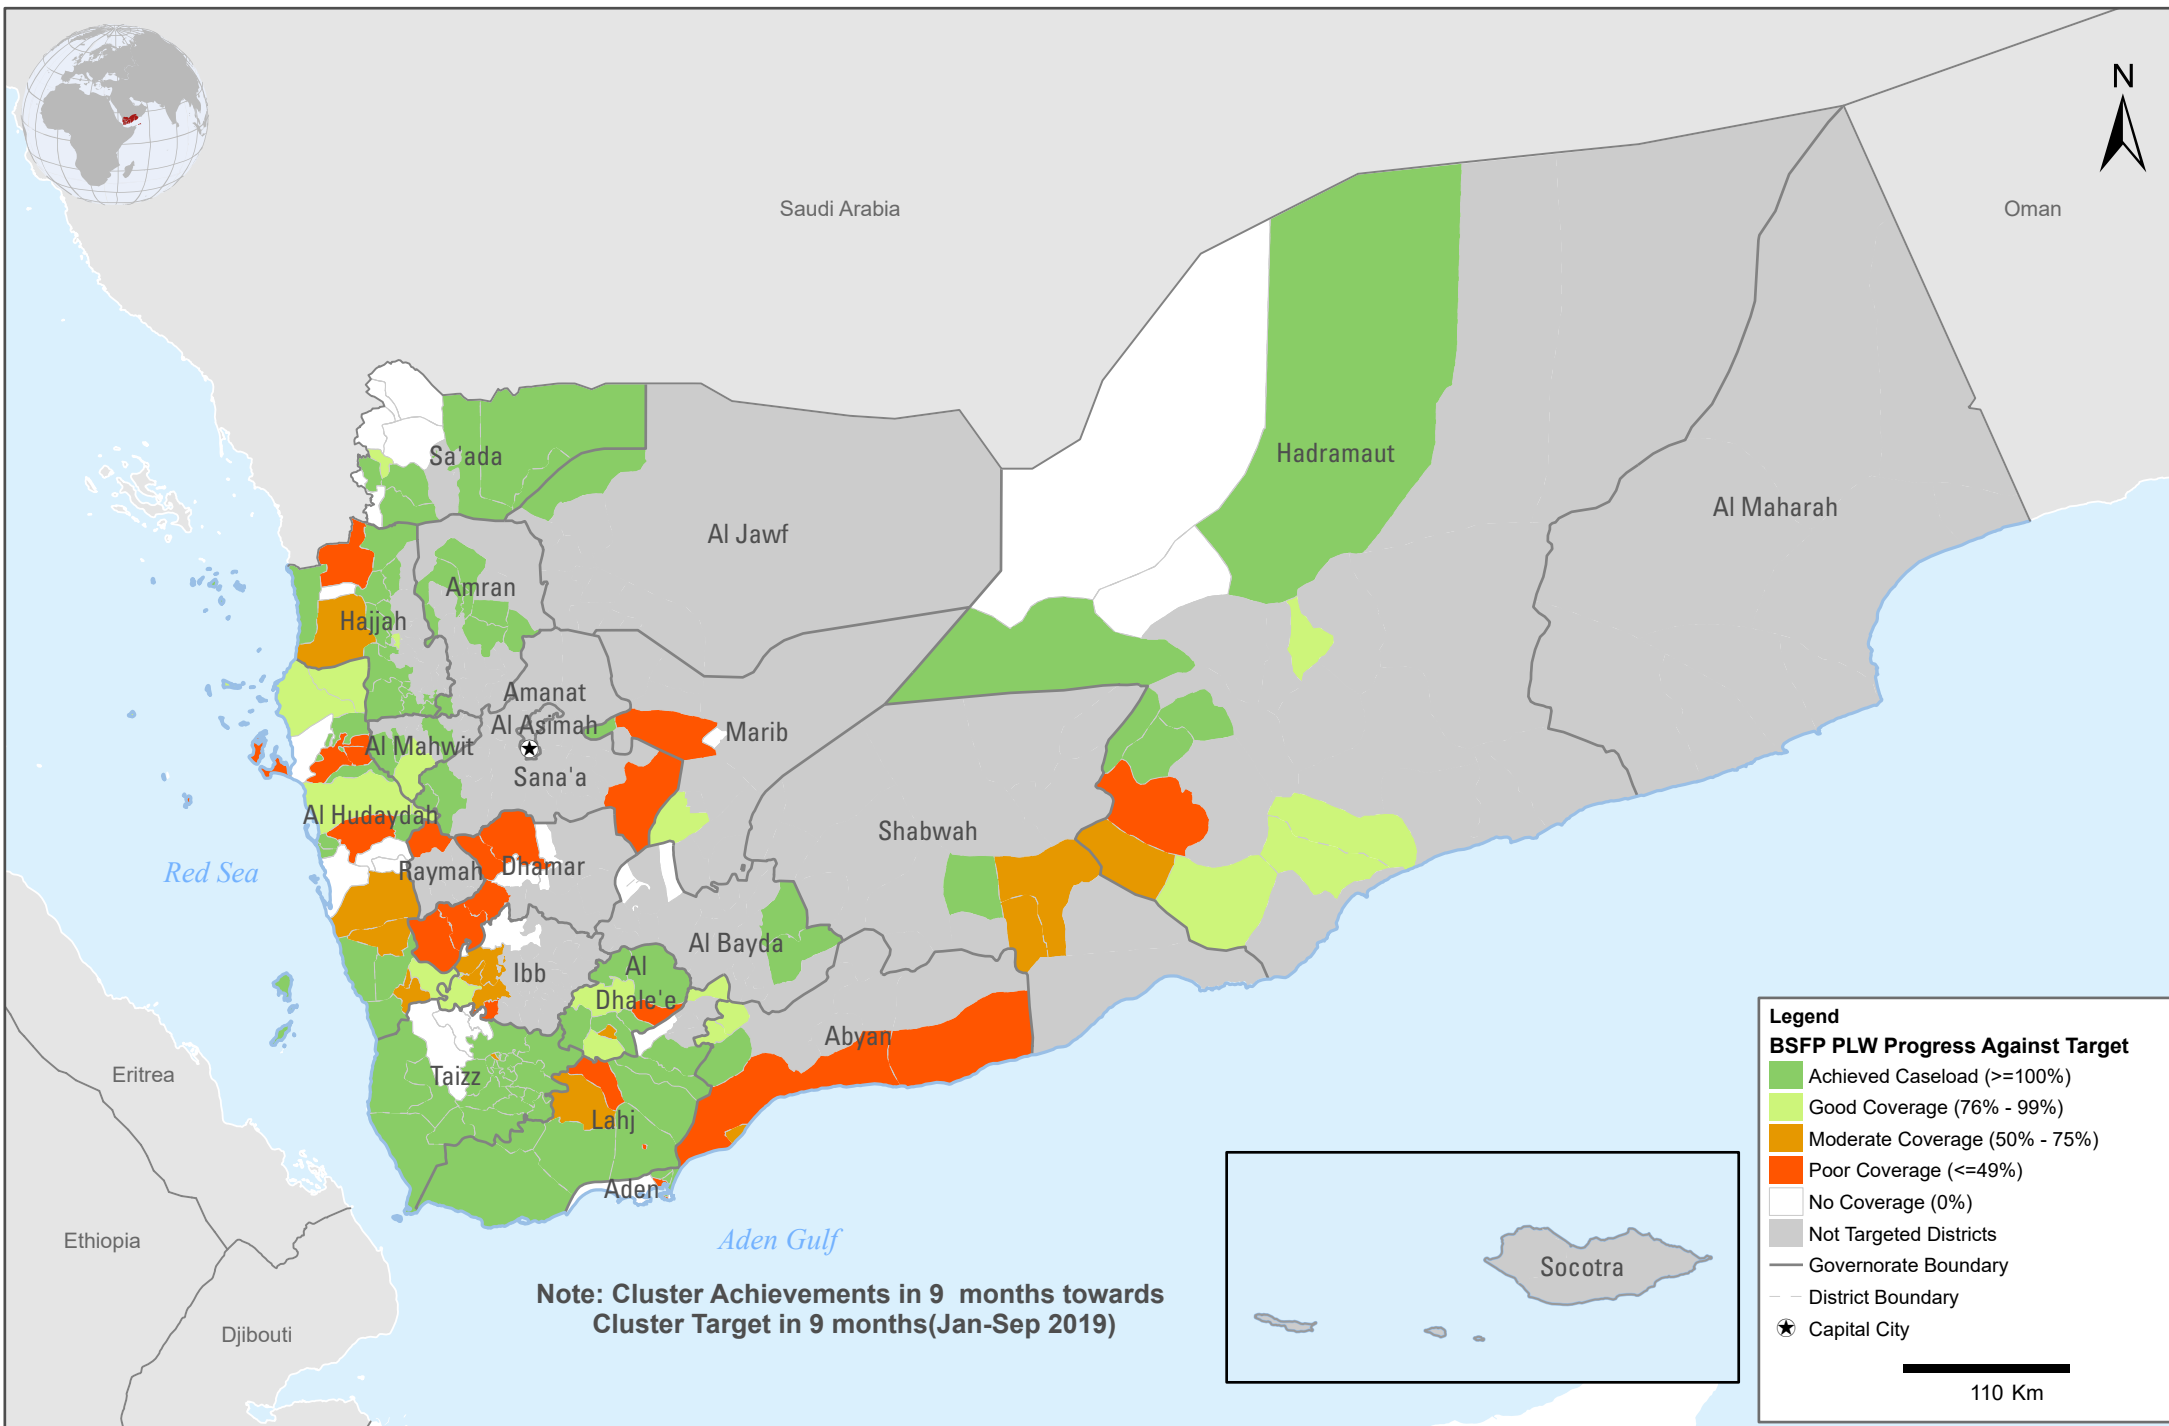 N
Saudi Arabia
Oman
Hadramaut
Sa'ada
Al Maharah
Al Jawf
Amran
Hajjah
Amanat
Al Asimah
Marib
Al Mahwit
Sana'a
Al Hudaydah
Shabwah
Red Sea
Raymah
Dhamar
Al Bayda
Ibb
Al
Dhale'e
Abyan
Eritrea
Taizz
Lahj
Aden
Ethiopia
Aden Gulf
Socotra
Djibouti
Note: Cluster Achievements in 9 months towards
Cluster Target in 9 months(Jan-Sep 2019)
Legend
BSFP PLW Progress Against Target
Achieved Caseload (>=100%)
Good Coverage (76% - 99%)
Moderate Coverage (50% - 75%)
Poor Coverage (<=49%)
No Coverage (0%)
Not Targeted Districts
Governorate Boundary
District Boundary
Capital City
110 Km